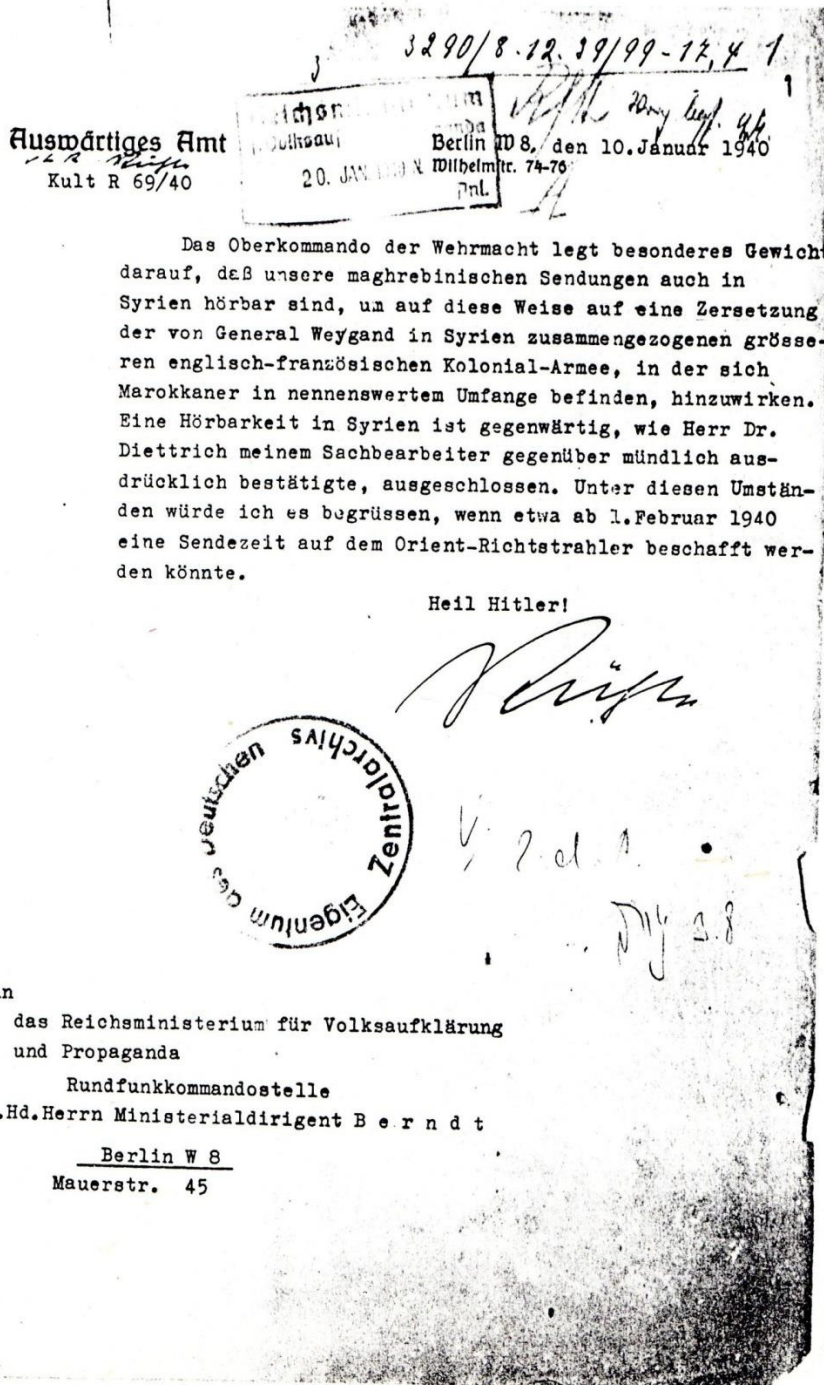 3290/8.12.39/99-17,4 1
1
Auswärtiges Amt
Kult R 69/40
20. JAN.
Anl.
Berlin W 8, den 10.Januar 1940
Wilhelmstr. 74-76
Das Oberkommando der Wehrmacht legt besonderes Gewicht
darauf, daß unsere maghrebinischen Sendungen auch in
Syrien hörbar sind, um auf diese Weise auf eine Zersetzung
der von General Weygand in Syrien zusammengezogenen grösse-
ren englisch-französischen Kolonial-Armee, in der sich
Marokkaner in nennenswertem Umfange befinden, hinzuwirken.
Eine Hörbarkeit in Syrien ist gegenwärtig, wie Herr Dr.
Diettrich meinem Sachbearbeiter gegenüber mündlich aus-
drücklich bestätigte, ausgeschlossen. Unter diesen Umstän-
den würde ich es begrüssen, wenn etwa ab 1.Februar 1940
eine Sendezeit auf dem Orient-Richtstrahler beschafft wer-
den könnte.
Heil Hitler!
Eigentum des Deutschen Zentralarchivs
n
das Reichsministerium für Volksaufklärung
und Propaganda
Rundfunkkommandostelle
.Hd.Herrn Ministerialdirigent B e r n d t
Berlin W 8
Mauerstr. 45